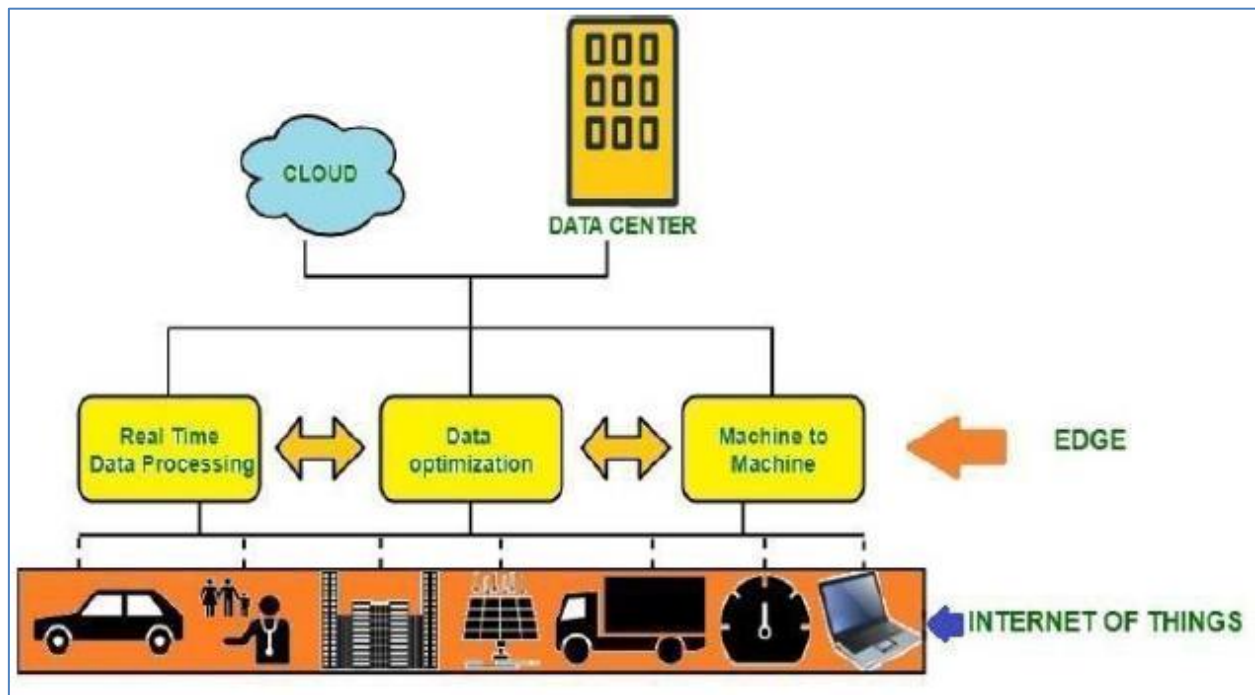 CLOUD
DATA CENTER
Real Time
Data Processing
Data
optimization
Machine to
Machine
EDGE
INTERNET OF THINGS